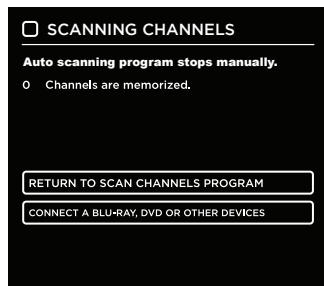 SCANNING CHANNELS
Auto scanning program stops manually.
0 Channels are memorized.
RETURN TO SCAN CHANNELS PROGRAM
CONNECT A BLU-RAY, DVD OR OTHER DEVICES